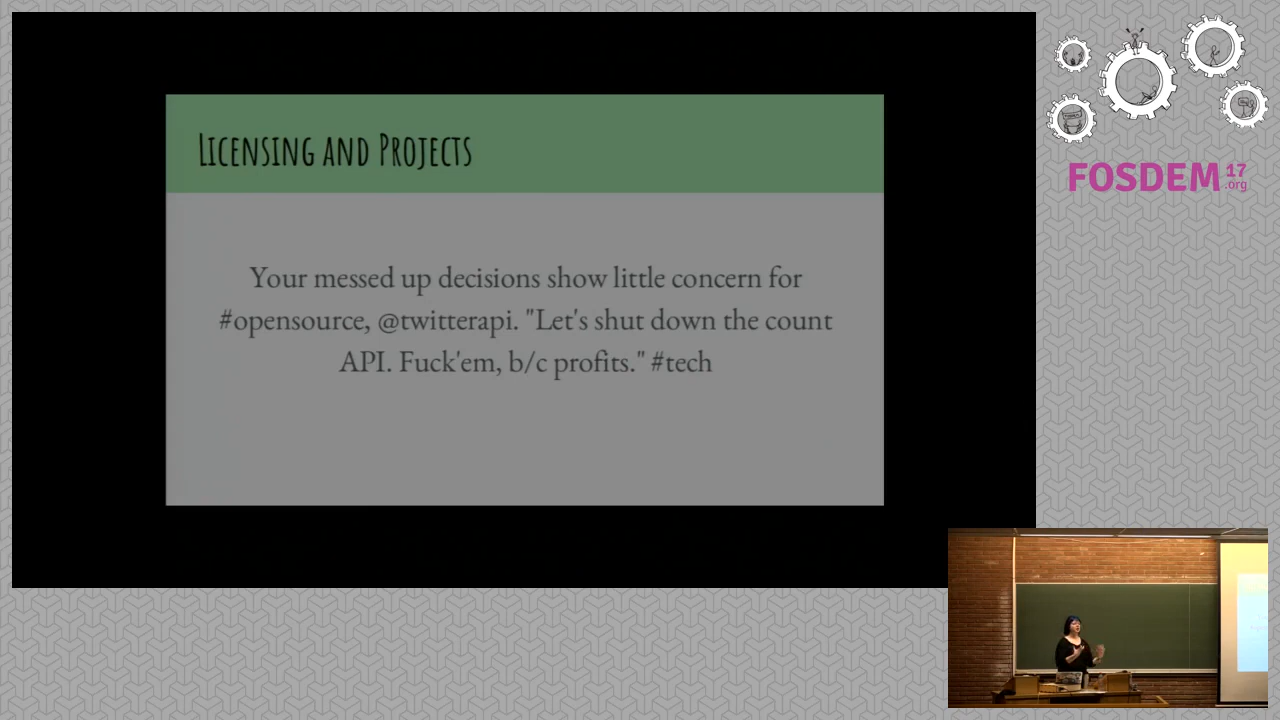 Licensing and Projects
Your messed up decisions show little concern for
#opensource, @twitterapi. "Let's shut down the count
API. Fuck'em, b/c profits." #tech
FOSDEM 17
.org